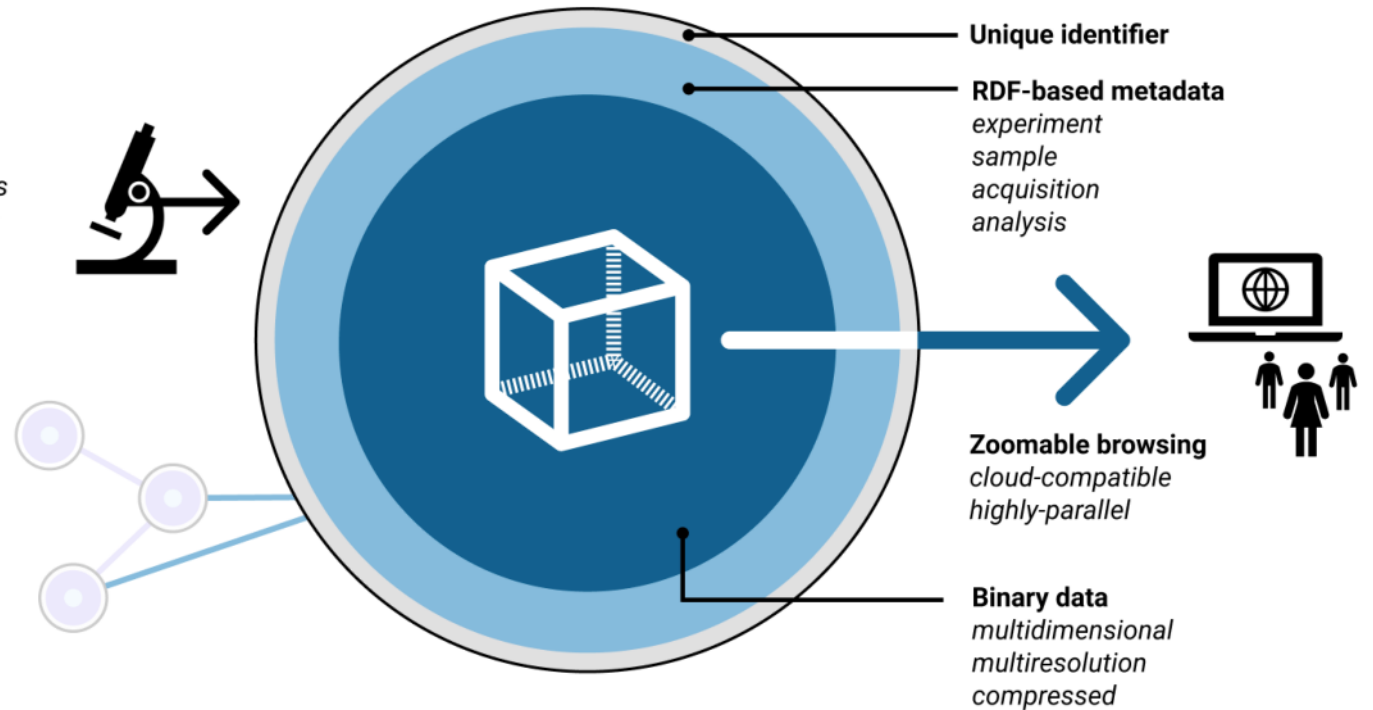 Unique identifier
RDF-based metadata
experiment
sample
acquisition
analysis
Zoomable browsing
cloud-compatible
highly-parallel
Binary data
multidimensional
multiresolution
compressed